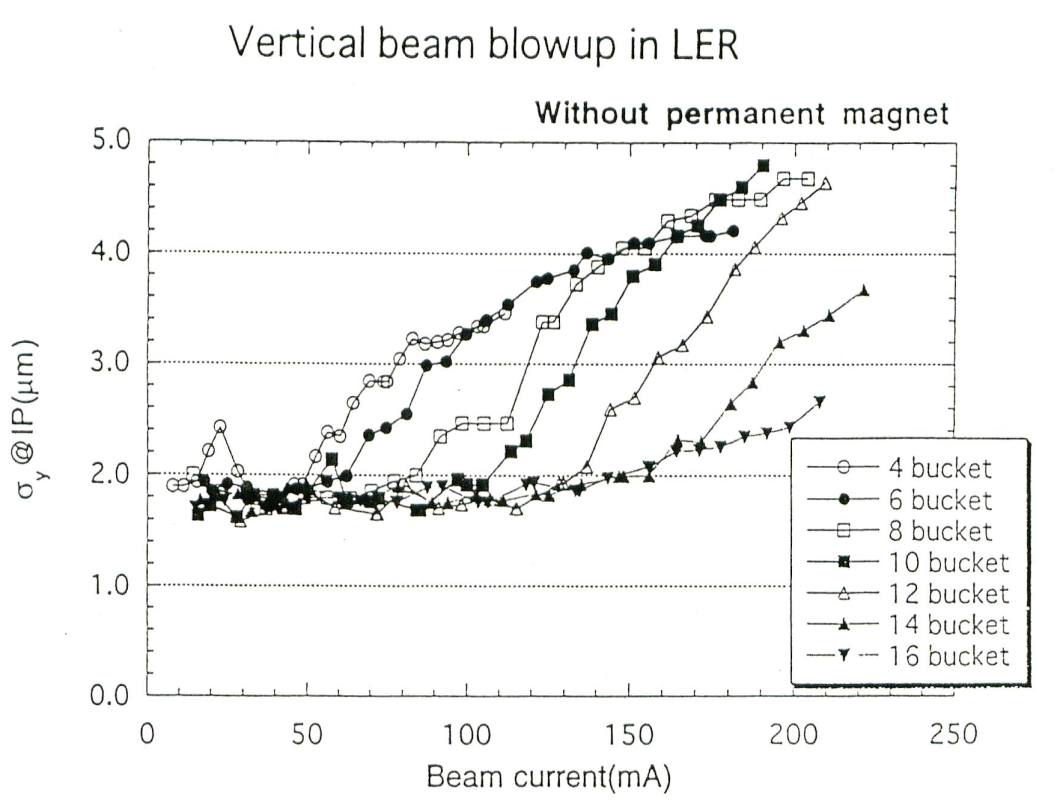 Vertical beam blowup in LER
Without permanent magnet
5.0
4.0
3.0
2.0
1.0
0.0
σy @IP(μm)
0 50 100 150 200 250
Beam current(mA)
4 bucket
6 bucket
8 bucket
10 bucket
12 bucket
14 bucket
16 bucket